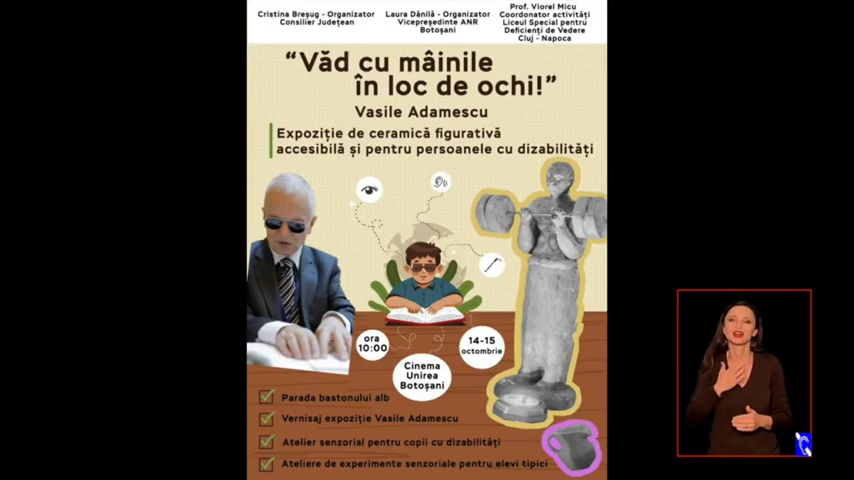 Cristina Breșug - Organizator
Consilier Județean
Laura Dănilă - Organizator
Vicepreședinte ANR
Botoșani
Prof. Viorel Micu
Coordonator activități
Liceul Special pentru
Deficienți de Vedere
Cluj - Napoca
“Văd cu mâinile
în loc de ochi!”
Vasile Adamescu
Expoziție de ceramică figurativă
accesibilă și pentru persoanele cu dizabilități
ora
10:00
14-15
octombrie
Cinema
Unirea
Botoșani
Parada bastonului alb
Vernisaj expoziție Vasile Adamescu
Atelier senzorial pentru copii cu dizabilități
Ateliere de experimente senzoriale pentru elevi tipici